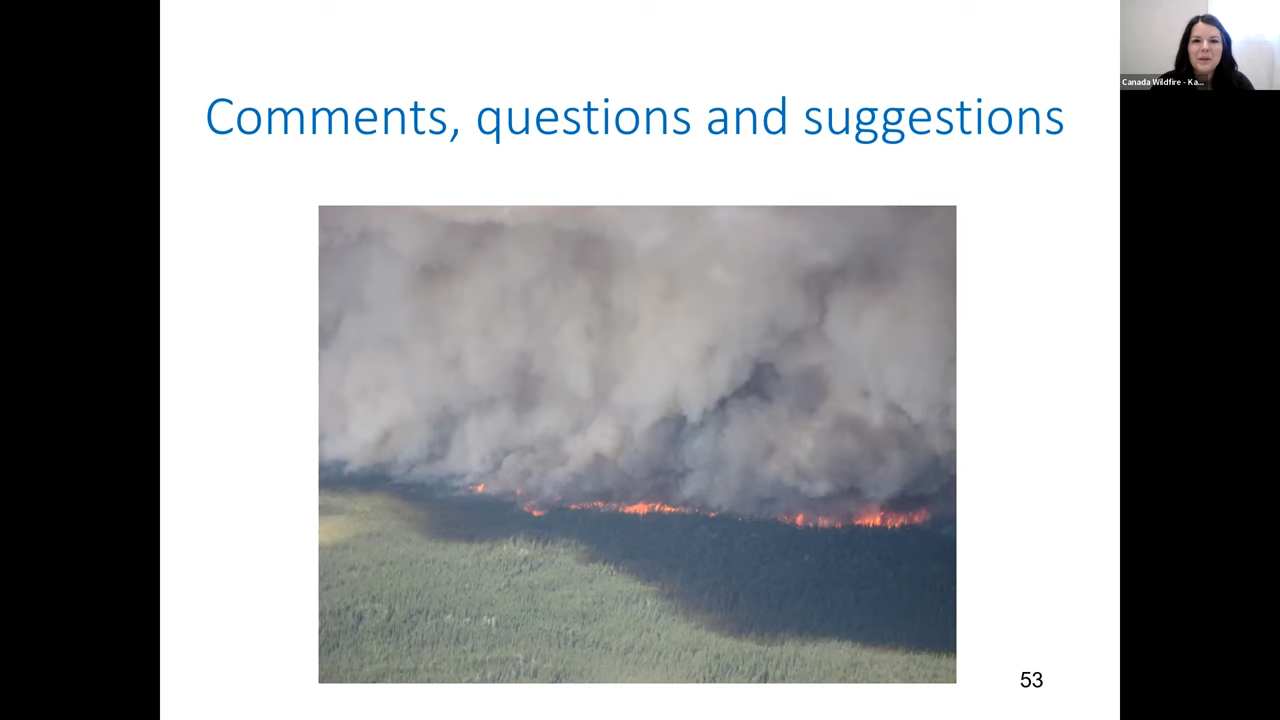 Comments, questions and suggestions
Canada Wildfire - Ka...
53